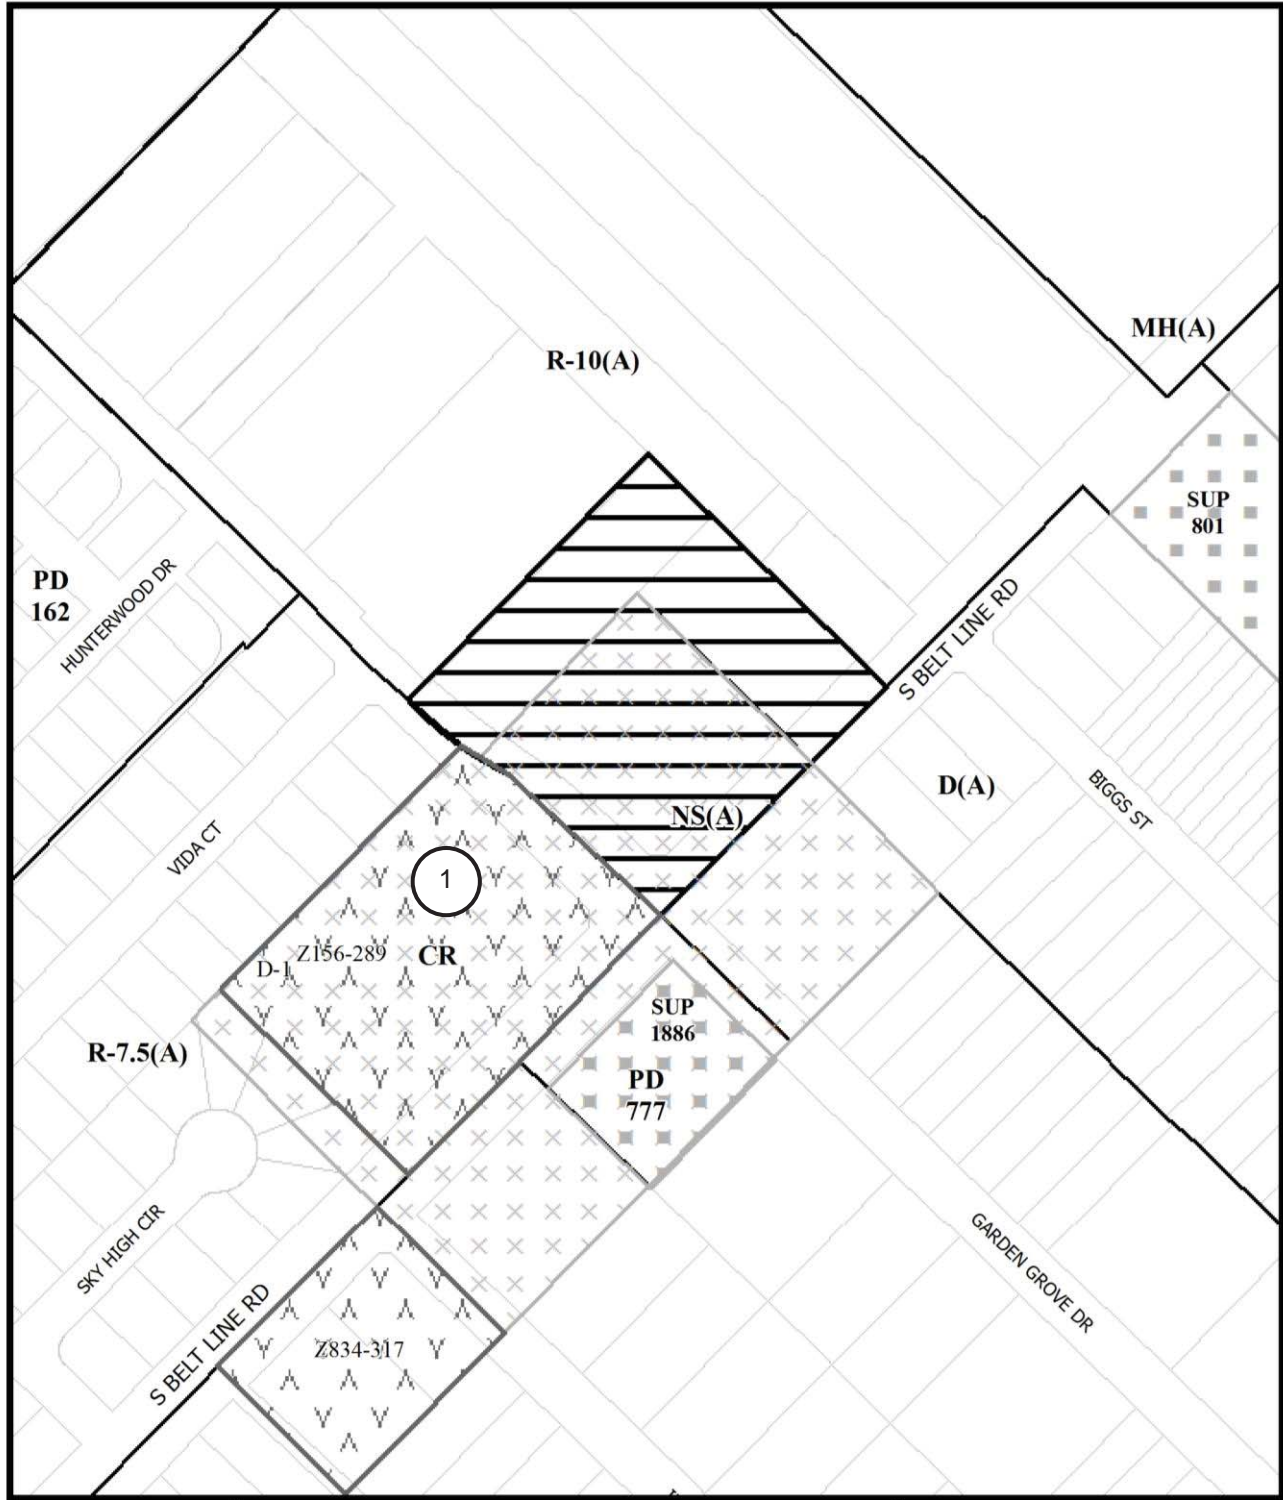 MH(A)
R-10(A)
SUP
801
PD
162
HUNTERWOOD DR
S BELT LINE RD
D(A)
BIGGS ST
NS(A)
VIDA CT
1
Z156-289
CR
D-1
SUP
1886
R-7.5(A)
PD
777
SKY HIGH CIR
GARDEN GROVE DR
S BELT LINE RD
Z834-317